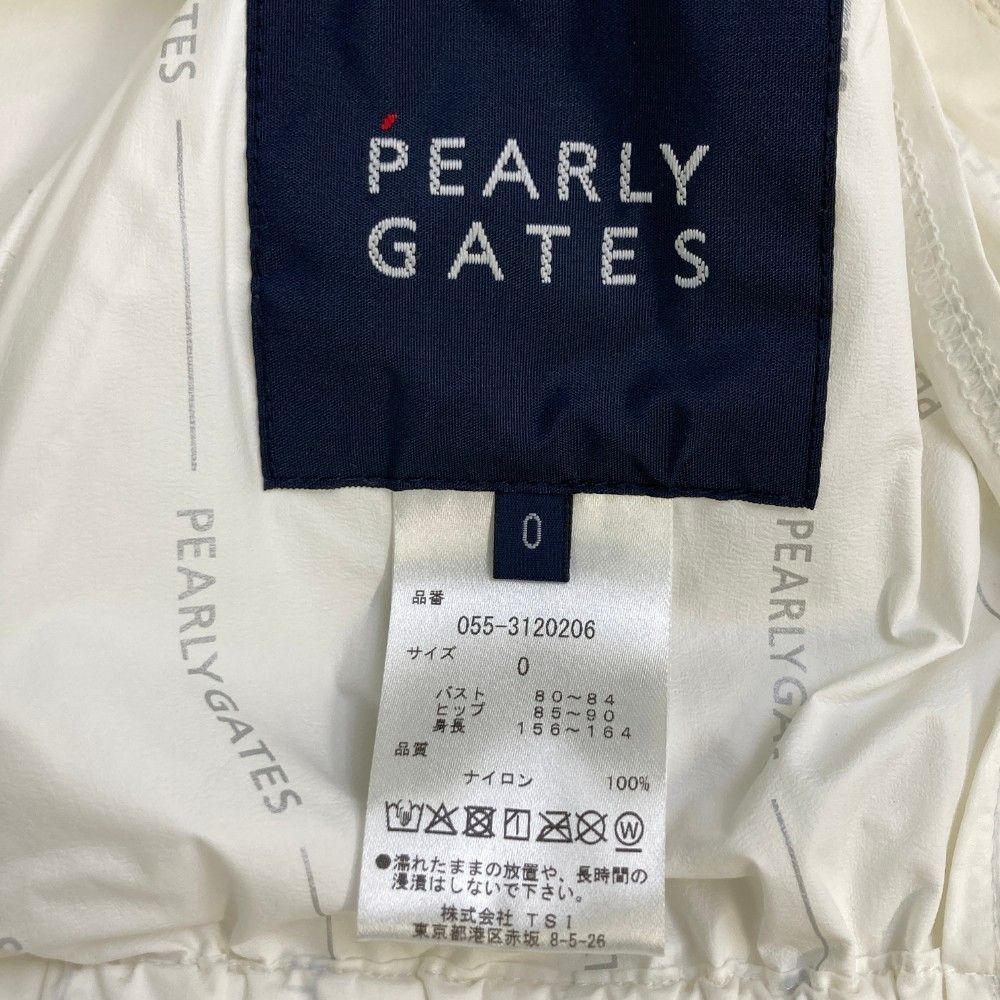 PEARLY
GATES
0
品番
055-3120206
サイズ
0
バスト 80～84
ヒップ 85～90
身長 156～164
品質
ナイロン 100%
W
●濡れたままの放置や、長時間の
浸漬はしないで下さい。
株式会社 TSI
東京都港区赤坂 8-5-26
TES
PEARLY GATES
PEARLY GA